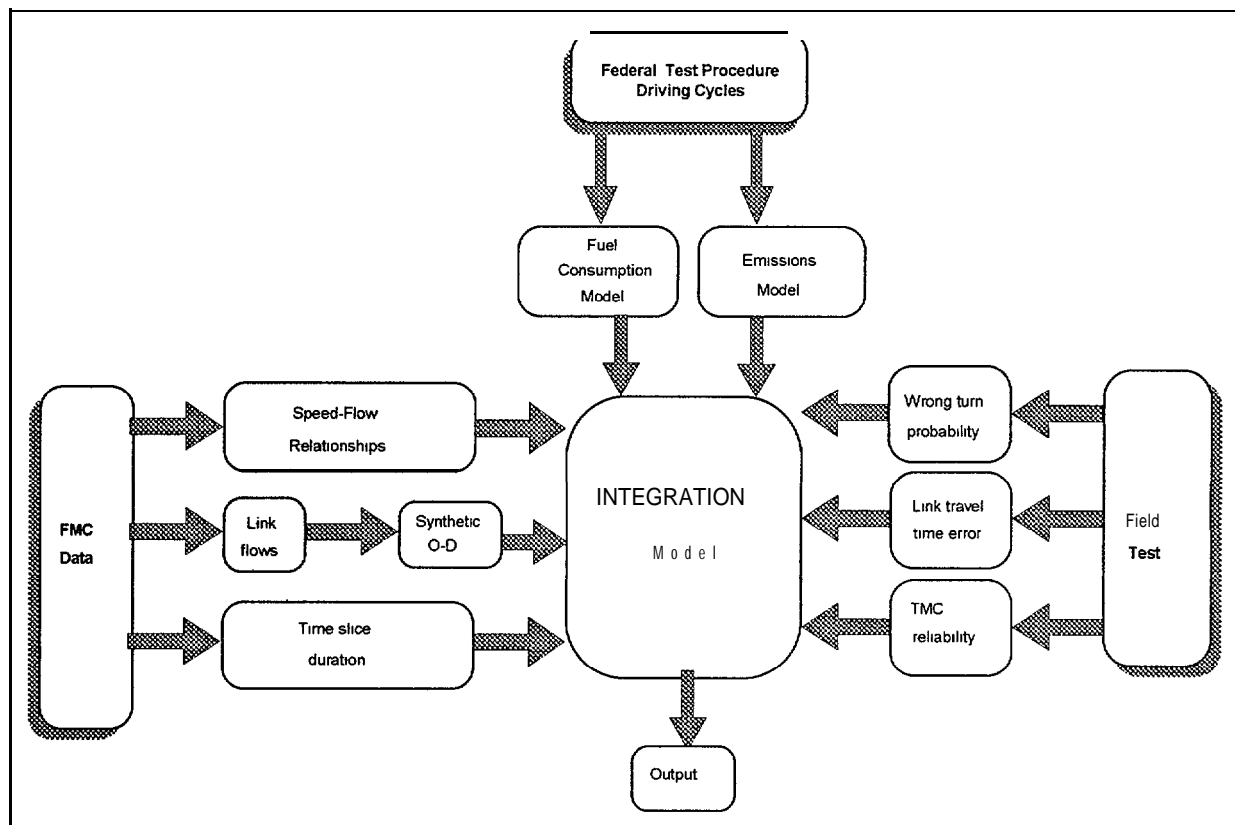 Federal Test Procedure
Driving Cycles
Fuel
Consumption
Model
Emissions
Model
Speed-Flow
Relationships
Wrong turn
probability
FMC
Data
Link
flows
Synthetic
O-D
INTEGRATION
Model
Link travel
time error
Field
Test
Time slice
duration
TMC
reliability
Output